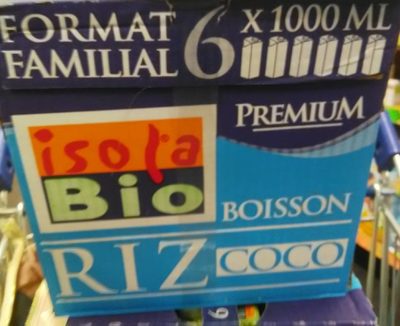 FORMAT
FAMILIAL
6 X 1000 ML
PREMIUM
isola
Bio
BOISSON
RIZ COCO